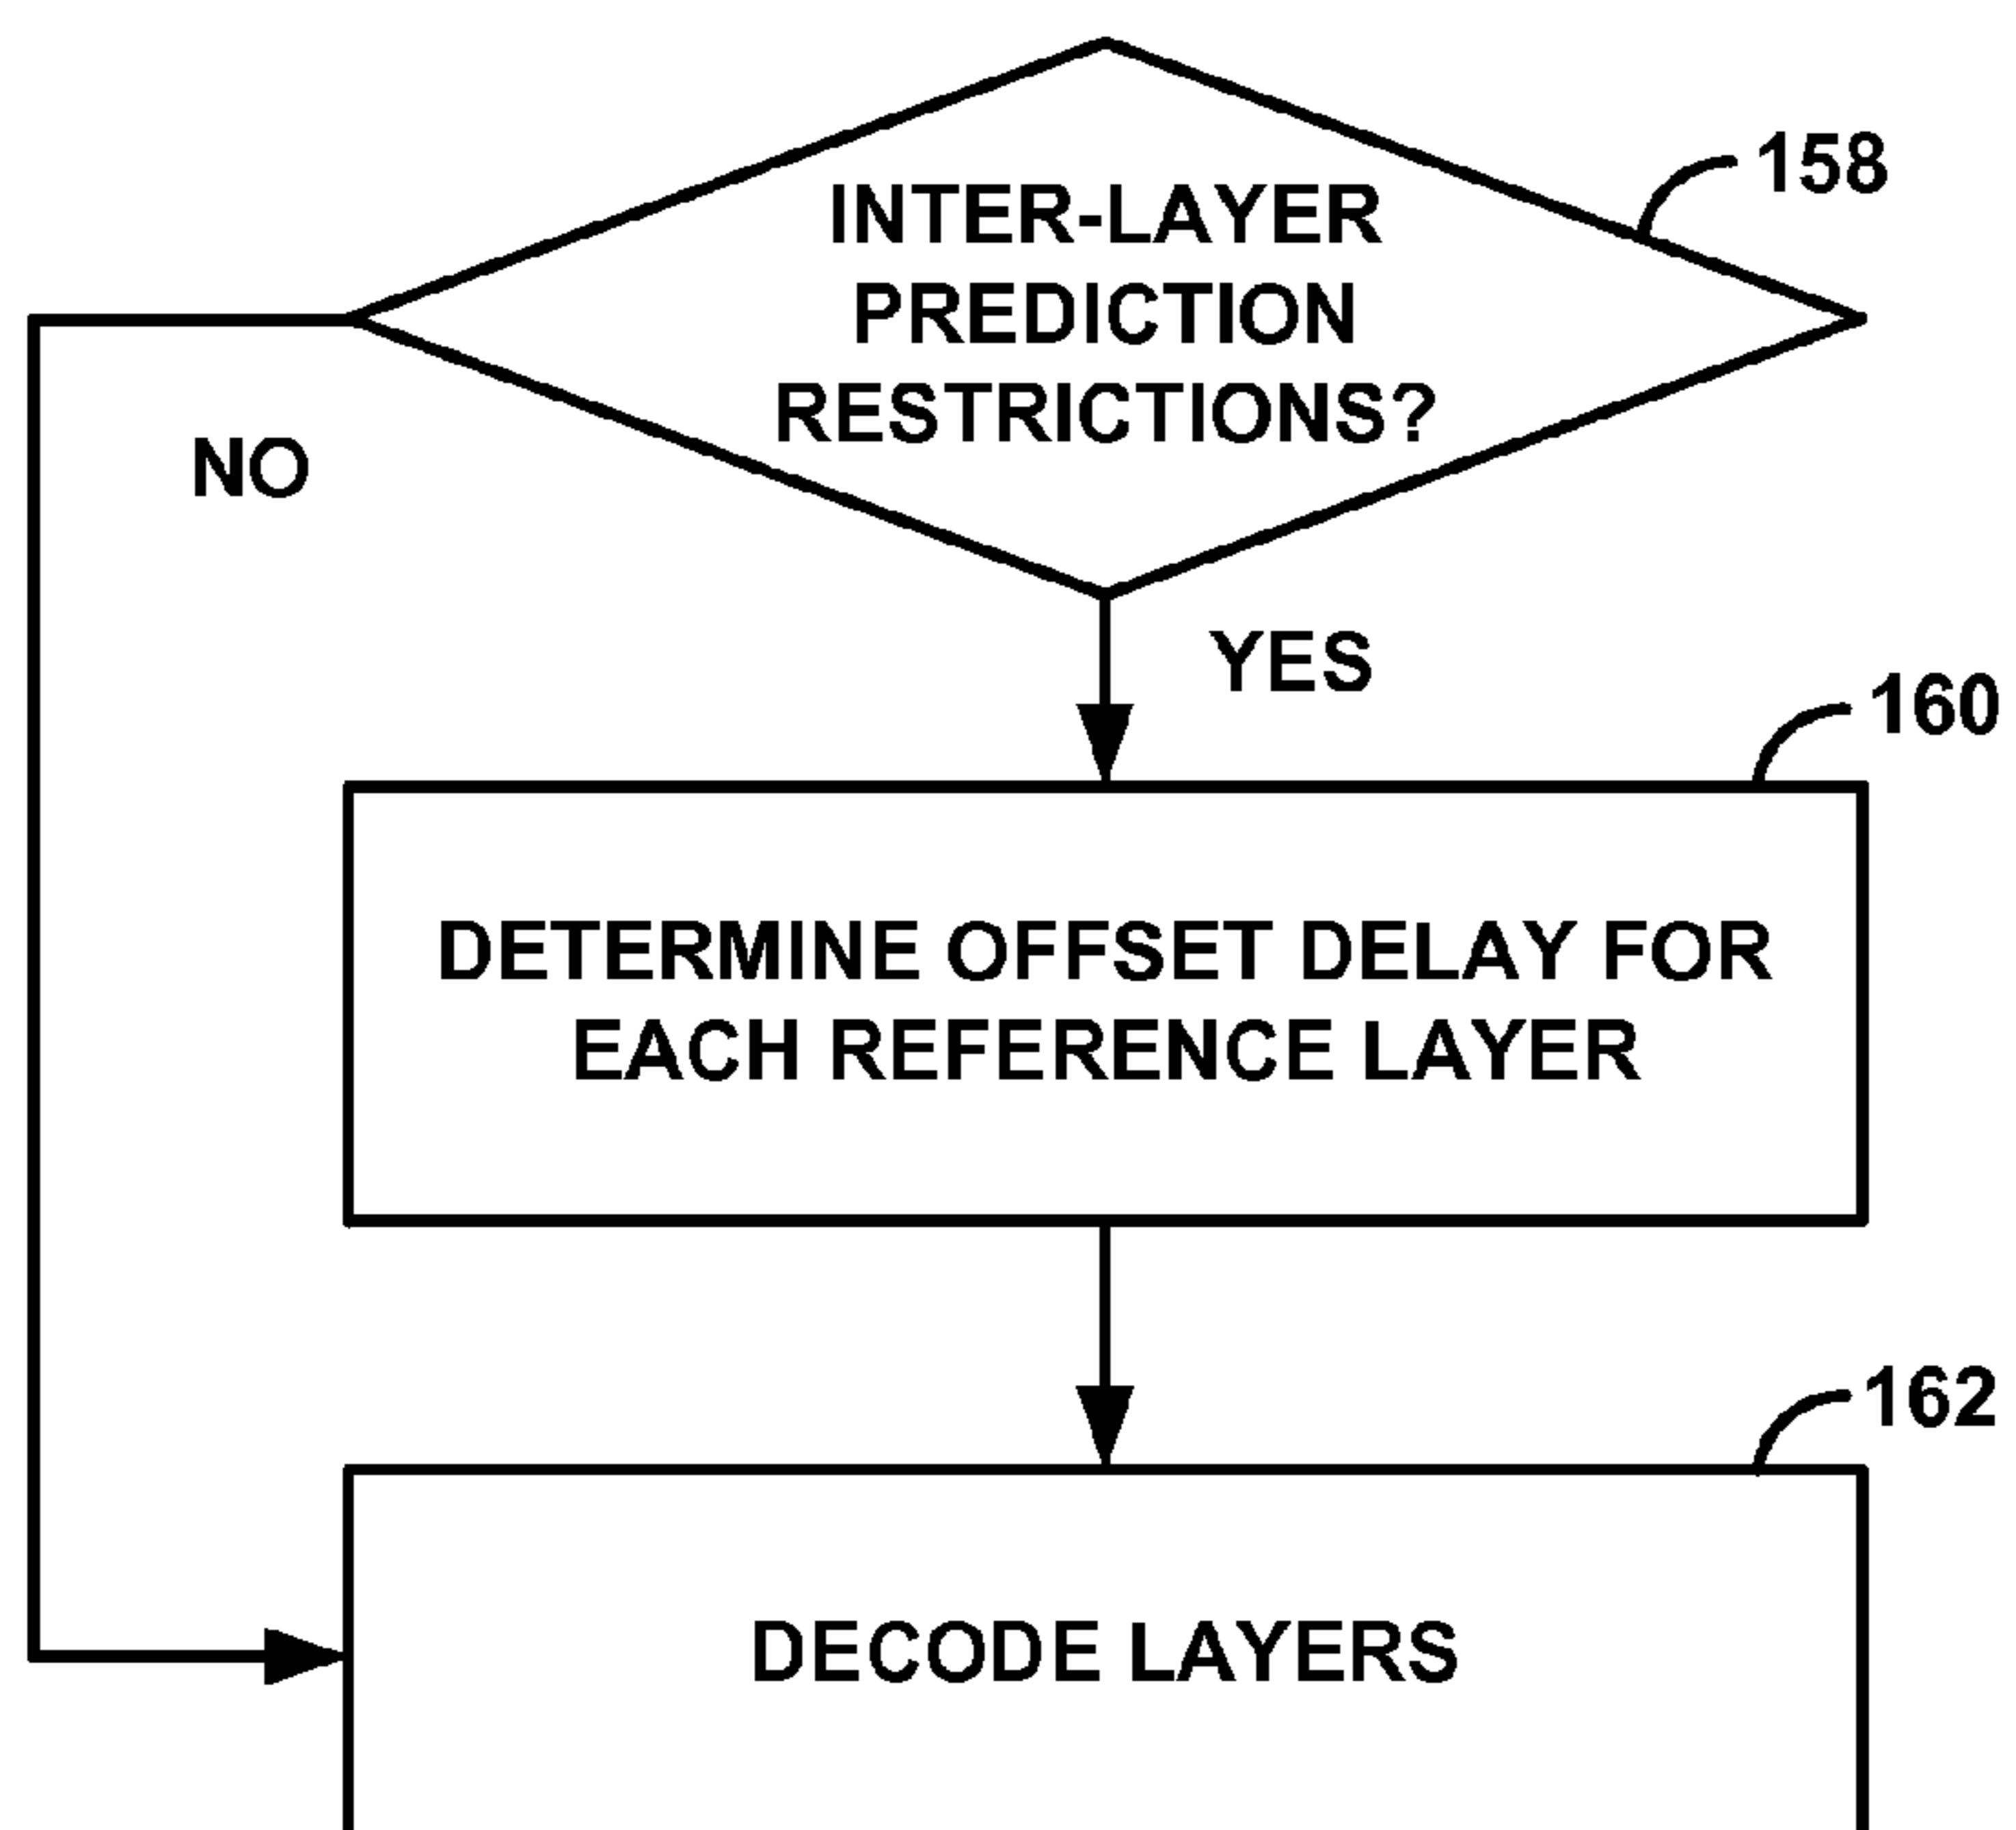 158
INTER-LAYER
PREDICTION
RESTRICTIONS?
NO
YES
160
DETERMINE OFFSET DELAY FOR
EACH REFERENCE LAYER
162
DECODE LAYERS